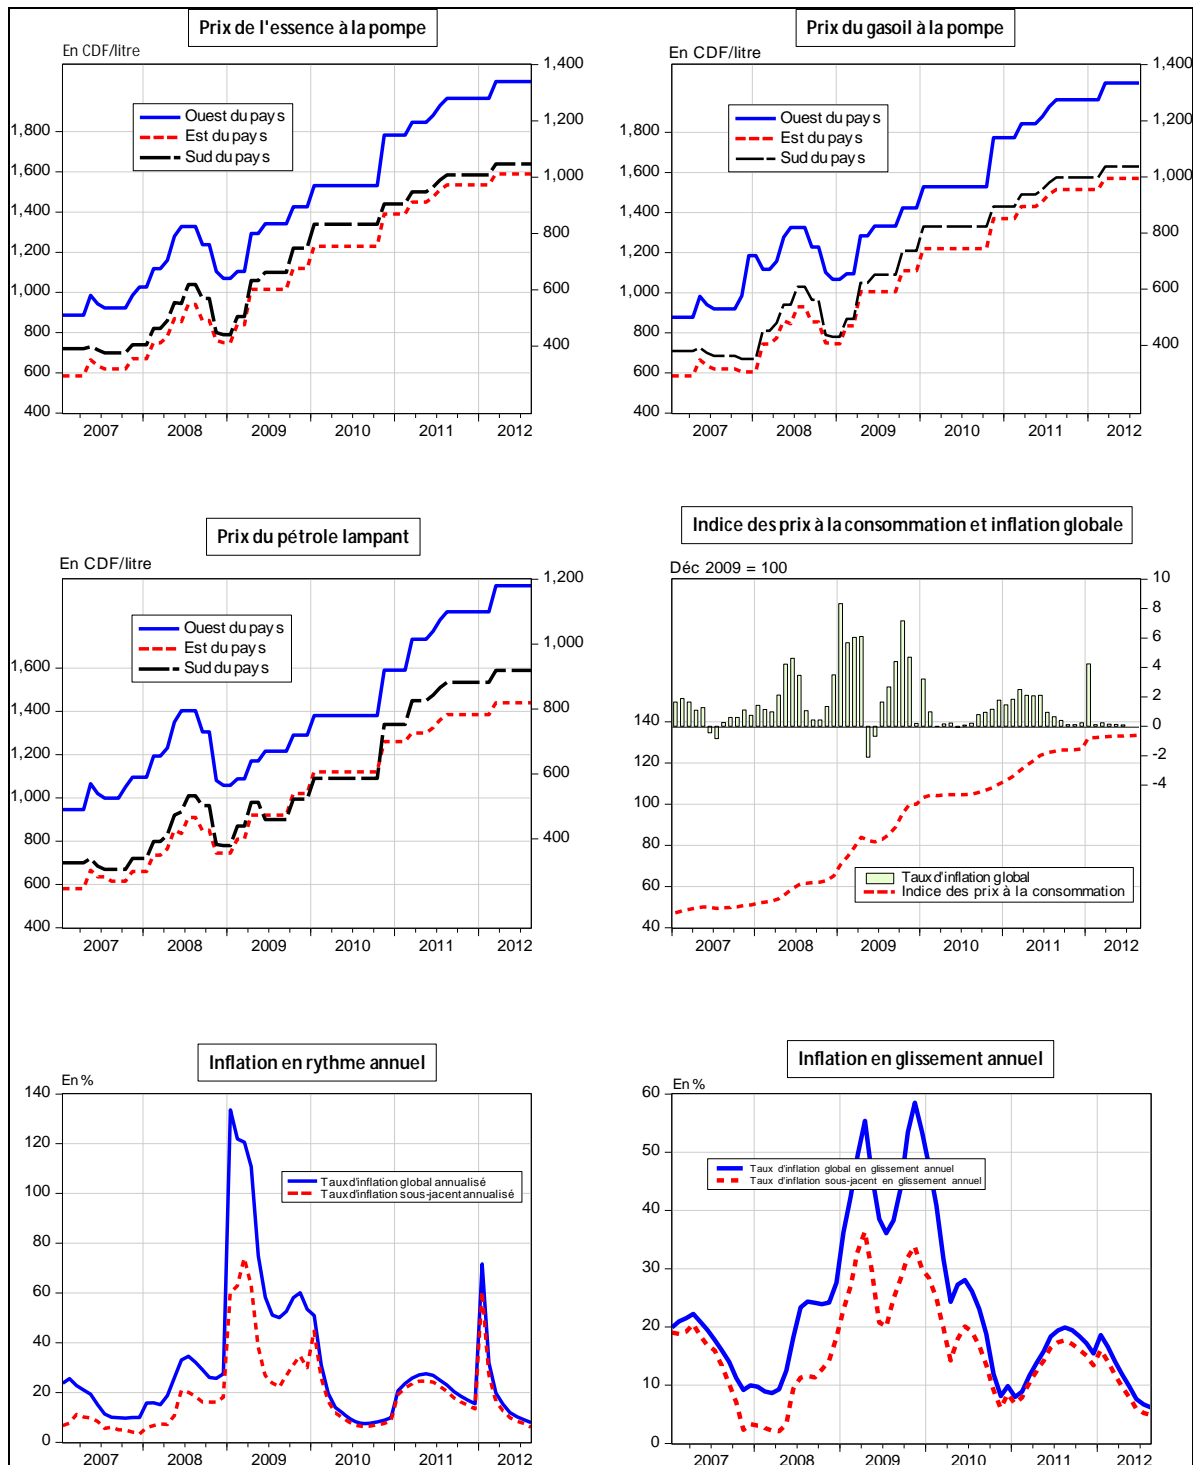 Prix de l'essence à la pompe
En CDF/litre
1,400
1,200
1,000
800
600
400
1,800
1,600
1,400
1,200
1,000
800
600
400
Ouest du pays
Est du pays
Sud du pays
2007 2008 2009 2010 2011 2012
Prix du gasoil à la pompe
En CDF/litre
1,400
1,200
1,000
800
600
400
1,800
1,600
1,400
1,200
1,000
800
600
400
Ouest du pays
Est du pays
Sud du pays
2007 2008 2009 2010 2011 2012
Prix du pétrole lampant
En CDF/litre
1,200
1,000
800
600
400
1,600
1,400
1,200
1,000
800
600
400
Ouest du pays
Est du pays
Sud du pays
2007 2008 2009 2010 2011 2012
Indice des prix à la consommation et inflation globale
Déc 2009 = 100
10
8
6
4
2
0
-2
-4
140
120
100
80
60
40
Taux d'inflation global
Indice des prix à la consommation
2007 2008 2009 2010 2011 2012
Inflation en rythme annuel
En %
140
120
100
80
60
40
20
0
Taux d'inflation global annualisé
Taux d'inflation sous-jacent annualisé
2007 2008 2009 2010 2011 2012
Inflation en glissement annuel
En %
60
50
40
30
20
10
0
Taux d'inflation global en glissement annuel
Taux d'inflation sous-jacent en glissement annuel
2007 2008 2009 2010 2011 2012